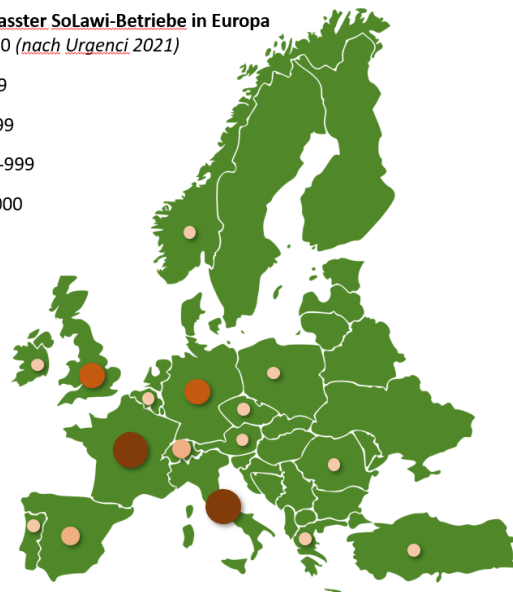 asster SoLawi-Betriebe in Europa
0 (nach Urgenci 2021)
9
99
-999
000